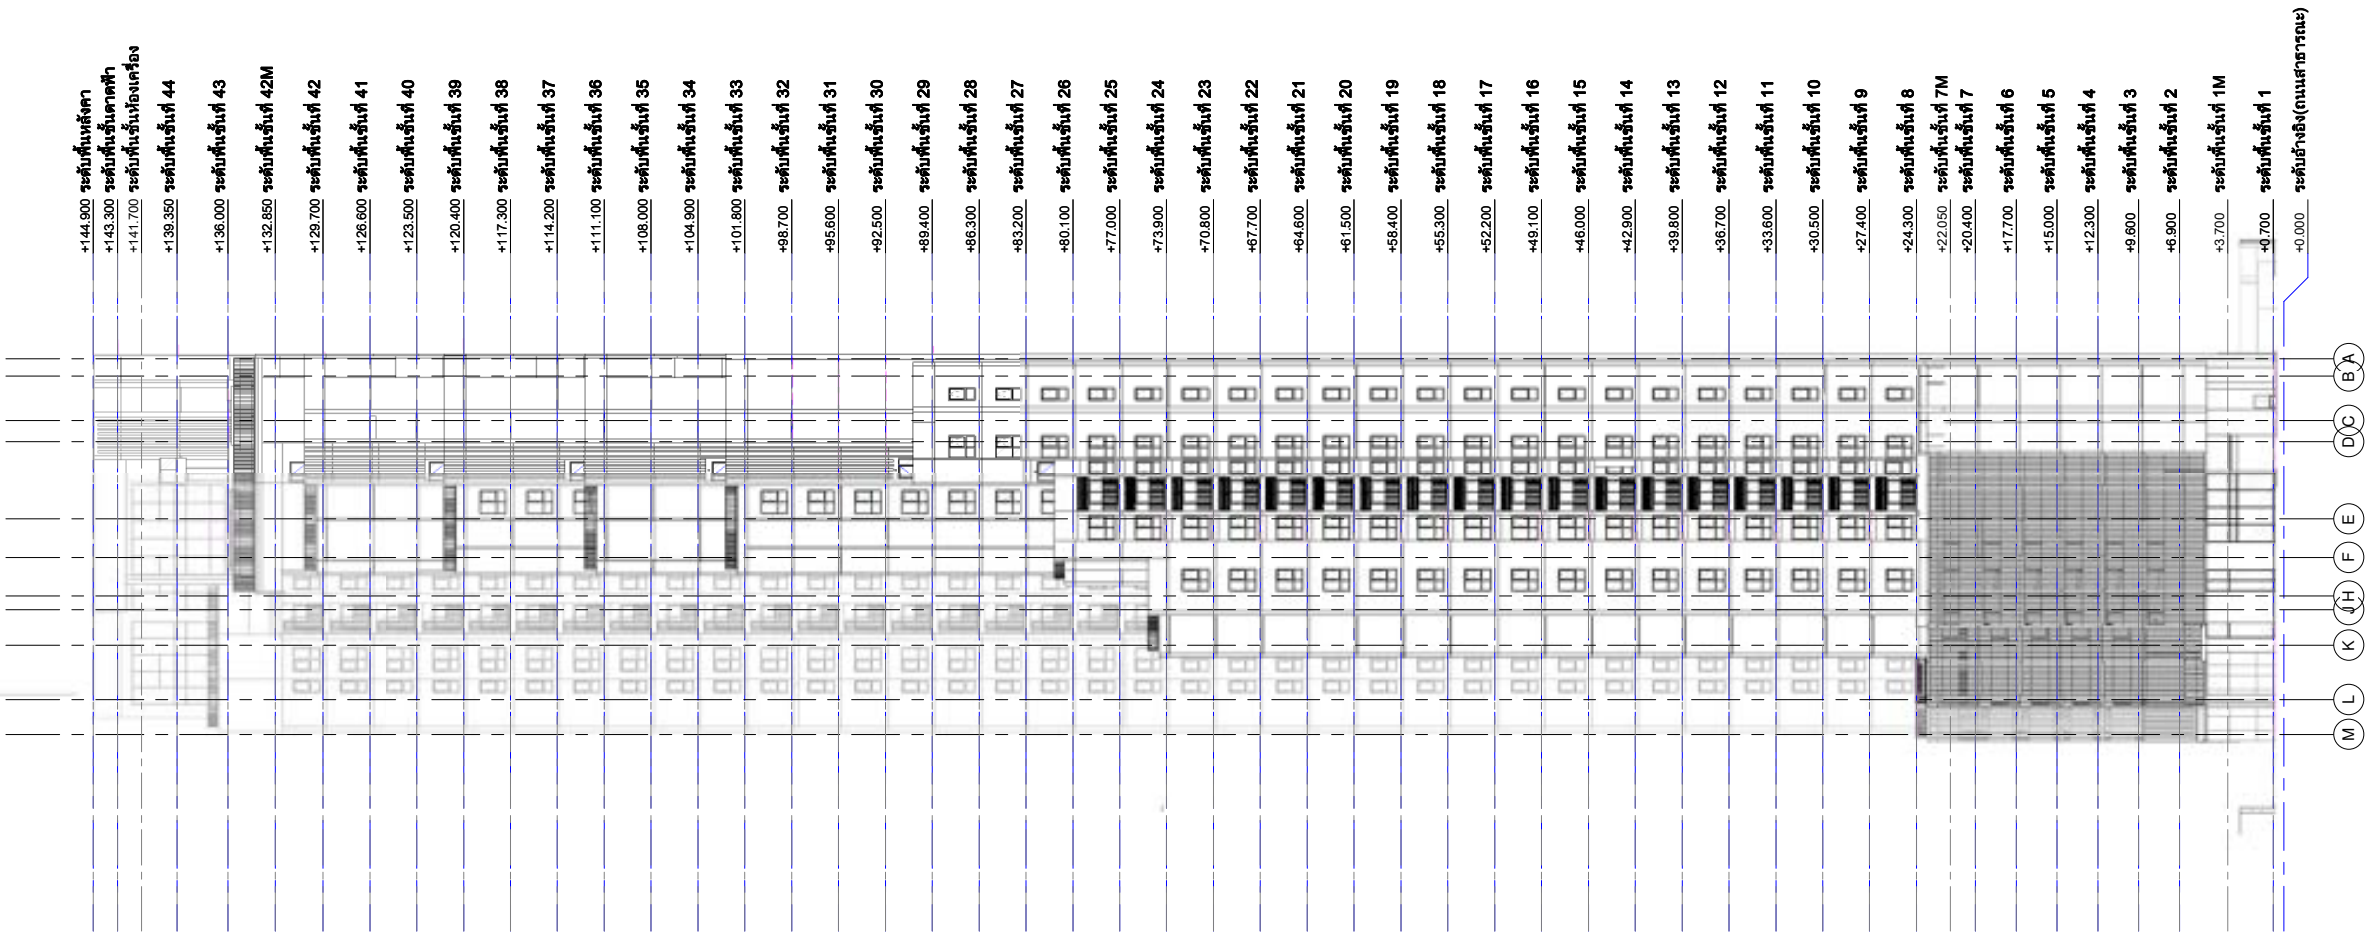 ระดับพื้นหลังคา +144.900
ระดับพื้นชั้นดาดฟ้า +143.300
ระดับพื้นชั้นห้องเครื่อง +141.700
ระดับพื้นชั้นที่ 44 +139.350
ระดับพื้นชั้นที่ 43 +136.000
ระดับพื้นชั้นที่ 42M +132.850
ระดับพื้นชั้นที่ 42 +129.700
ระดับพื้นชั้นที่ 41 +126.600
ระดับพื้นชั้นที่ 40 +123.500
ระดับพื้นชั้นที่ 39 +120.400
ระดับพื้นชั้นที่ 38 +117.300
ระดับพื้นชั้นที่ 37 +114.200
ระดับพื้นชั้นที่ 36 +111.100
ระดับพื้นชั้นที่ 35 +108.000
ระดับพื้นชั้นที่ 34 +104.900
ระดับพื้นชั้นที่ 33 +101.800
ระดับพื้นชั้นที่ 32 +98.700
ระดับพื้นชั้นที่ 31 +95.600
ระดับพื้นชั้นที่ 30 +92.500
ระดับพื้นชั้นที่ 29 +89.400
ระดับพื้นชั้นที่ 28 +86.300
ระดับพื้นชั้นที่ 27 +83.200
ระดับพื้นชั้นที่ 26 +80.100
ระดับพื้นชั้นที่ 25 +77.000
ระดับพื้นชั้นที่ 24 +73.900
ระดับพื้นชั้นที่ 23 +70.800
ระดับพื้นชั้นที่ 22 +67.700
ระดับพื้นชั้นที่ 21 +64.600
ระดับพื้นชั้นที่ 20 +61.500
ระดับพื้นชั้นที่ 19 +58.400
ระดับพื้นชั้นที่ 18 +55.300
ระดับพื้นชั้นที่ 17 +52.200
ระดับพื้นชั้นที่ 16 +49.100
ระดับพื้นชั้นที่ 15 +46.000
ระดับพื้นชั้นที่ 14 +42.900
ระดับพื้นชั้นที่ 13 +39.800
ระดับพื้นชั้นที่ 12 +36.700
ระดับพื้นชั้นที่ 11 +33.600
ระดับพื้นชั้นที่ 10 +30.500
ระดับพื้นชั้นที่ 9 +27.400
ระดับพื้นชั้นที่ 8 +24.300
ระดับพื้นชั้นที่ 7M +22.050
ระดับพื้นชั้นที่ 7 +20.400
ระดับพื้นชั้นที่ 6 +17.700
ระดับพื้นชั้นที่ 5 +15.000
ระดับพื้นชั้นที่ 4 +12.300
ระดับพื้นชั้นที่ 3 +9.600
ระดับพื้นชั้นที่ 2 +6.900
ระดับพื้นชั้นที่ 1M +3.700
ระดับพื้นชั้นที่ 1 +0.700
ระดับอ้างอิง(ถนนสาธารณะ) +0.000
A
B
C
D
E
F
H
J
K
L
M